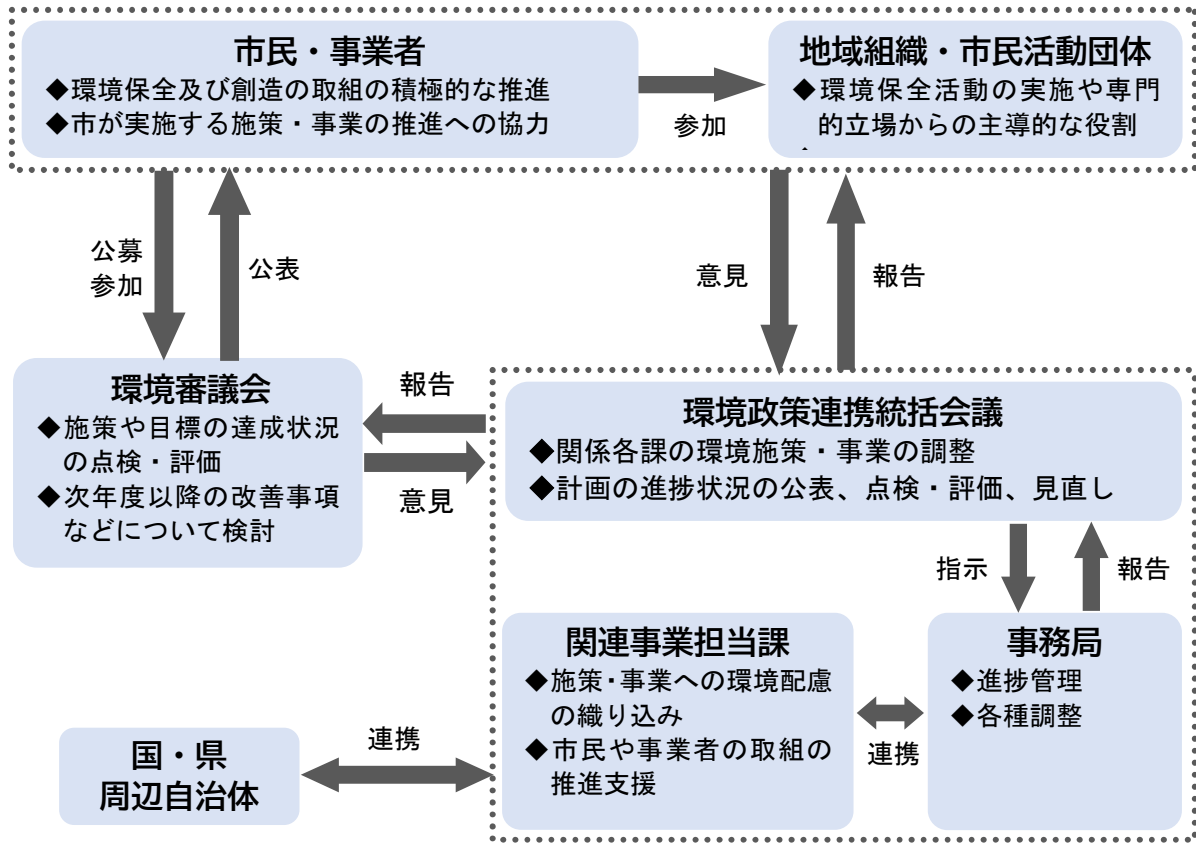 市民・事業者
◆環境保全及び創造の取組の積極的な推進
◆市が実施する施策・事業の推進への協力
参加
地域組織・市民活動団体
◆環境保全活動の実施や専門
的立場からの主導的な役割
公募
参加
公表
意見
報告
環境審議会
◆施策や目標の達成状況
の点検・評価
◆次年度以降の改善事項
などについて検討
報告
意見
環境政策連携統括会議
◆関係各課の環境施策・事業の調整
◆計画の進捗状況の公表、点検・評価、見直し
指示
報告
関連事業担当課
◆施策・事業への環境配慮
の織り込み
◆市民や事業者の取組の
推進支援
連携
事務局
◆進捗管理
◆各種調整
国・県
周辺自治体
連携